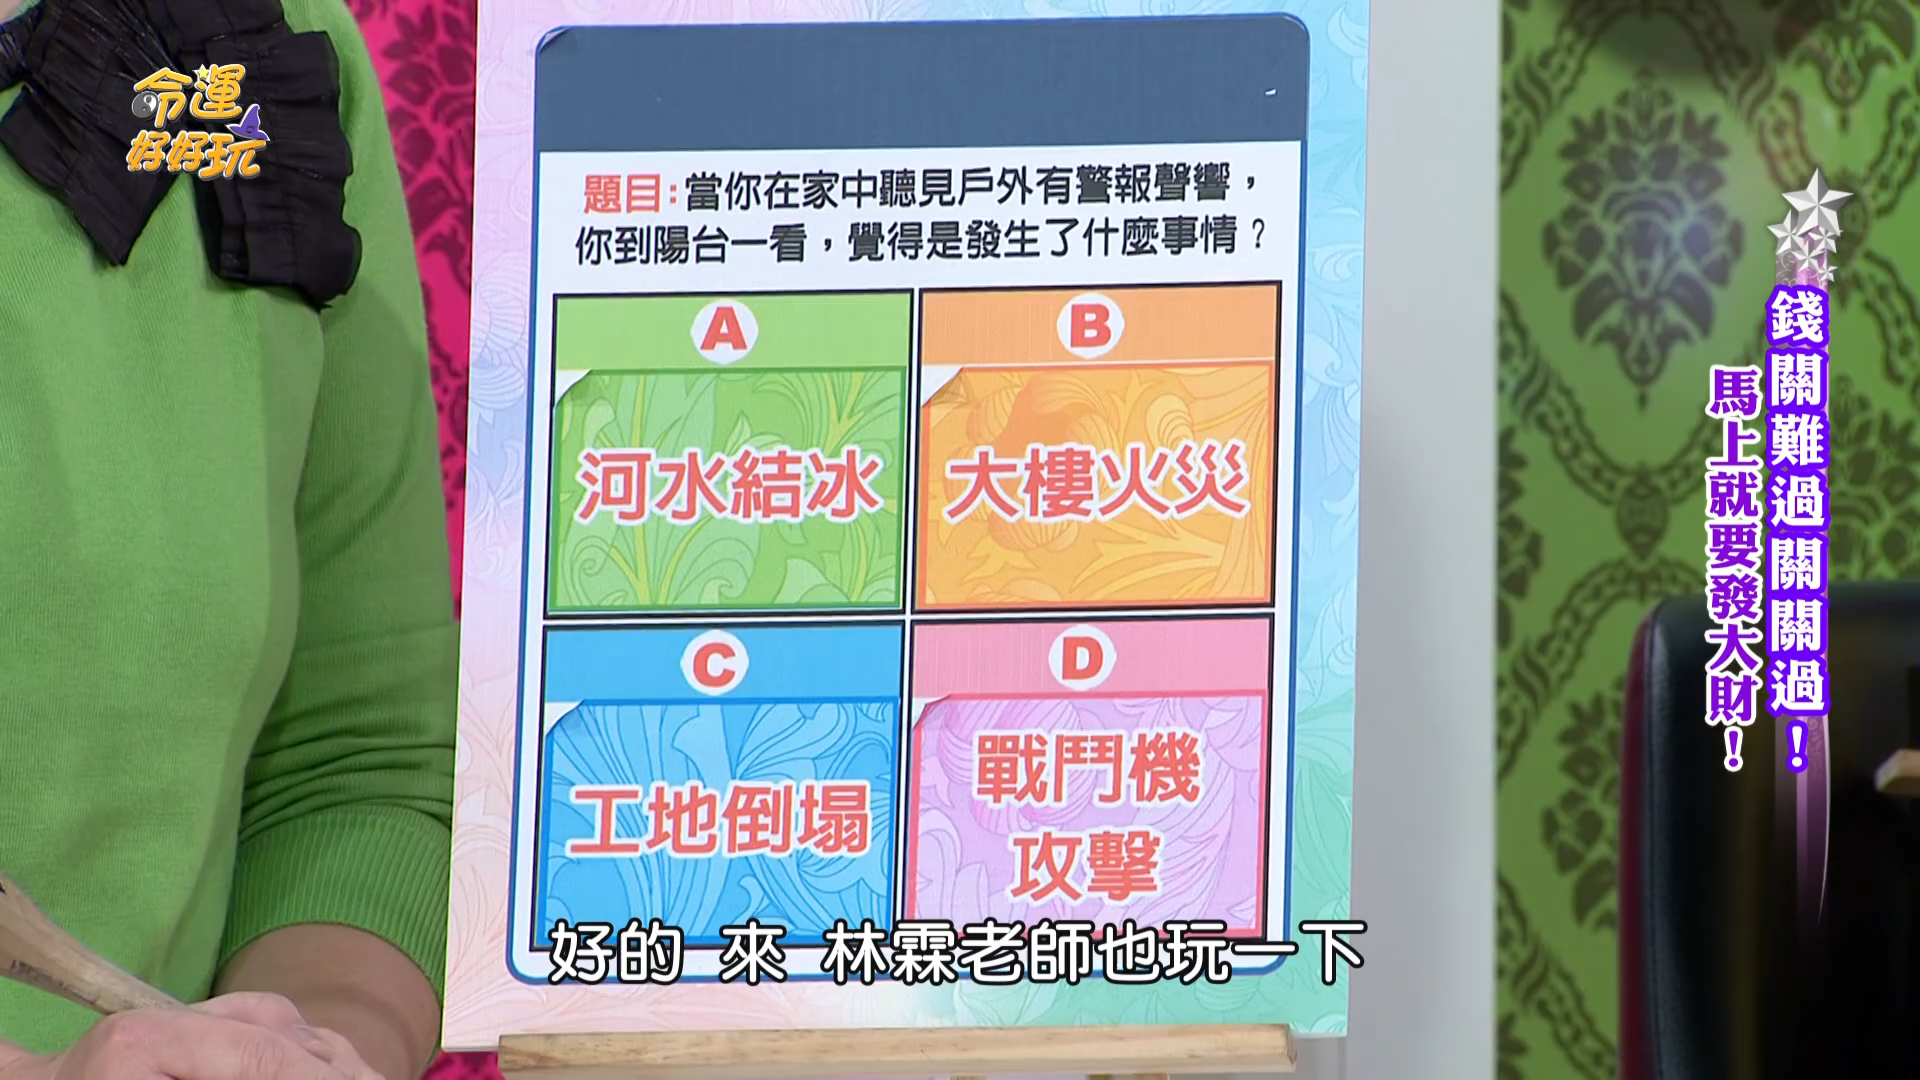 命運
好好玩
題目:當你在家中聽見戶外有警報聲響，
你到陽台一看，覺得是發生了什麼事情？
A
河水結冰
B
大樓火災
C
工地倒塌
D
戰鬥機
攻擊
錢關難過關關過！
馬上就要發大財！
好的 來 林霖老師也玩一下